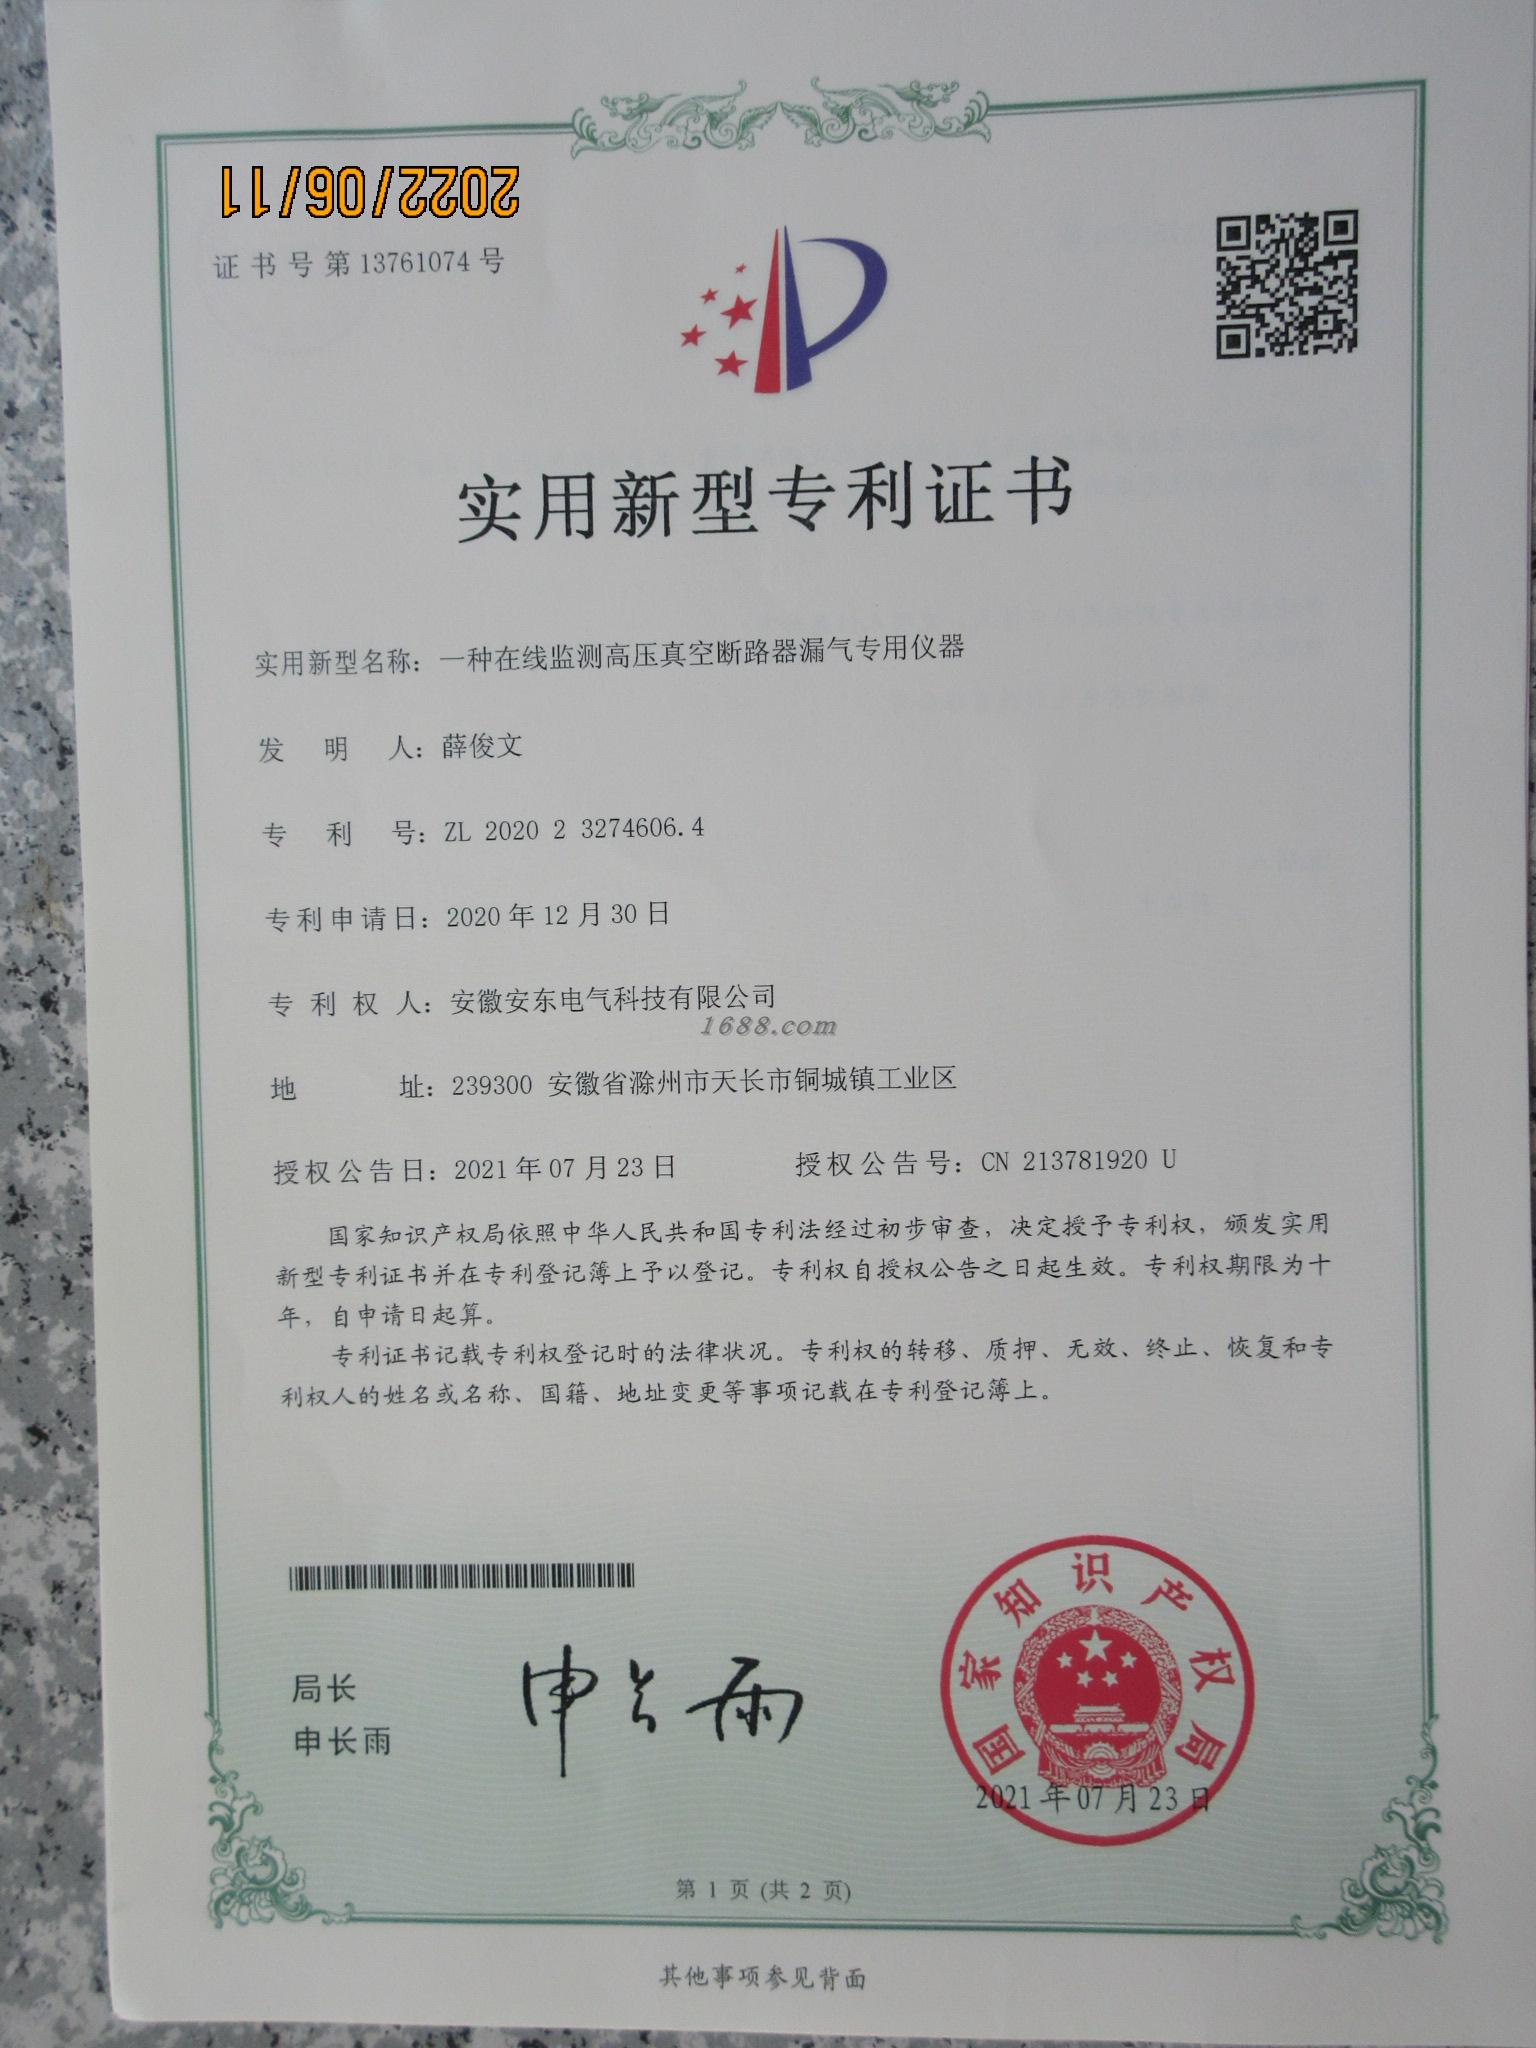 2022/06/11
证书号第13761074号
实用新型专利证书
实用新型名称：一种在线监测高压真空断路器漏气专用仪器
发明人：薛俊文
专利号：ZL 2020 2 3274606.4
专利申请日：2020年12月30日
专利权人：安徽安东电气科技有限公司
1688.com
地址：239300 安徽省滁州市天长市铜城镇工业区
授权公告日：2021年07月23日 授权公告号：CN 213781920 U
国家知识产权局依照中华人民共和国专利法经过初步审查，决定授予专利权，颁发实用
新型专利证书并在专利登记簿上予以登记。专利权自授权公告之日起生效。专利权期限为十
年，自申请日起算。
专利证书记载专利权登记时的法律状况。专利权的转移、质押、无效、终止、恢复和专
利权人的姓名或名称、国籍、地址变更等事项记载在专利登记簿上。
国家知识产权局
局长
申长雨
申长雨
2021年07月23日
第 1 页 (共 2 页)
其他事项参见背面